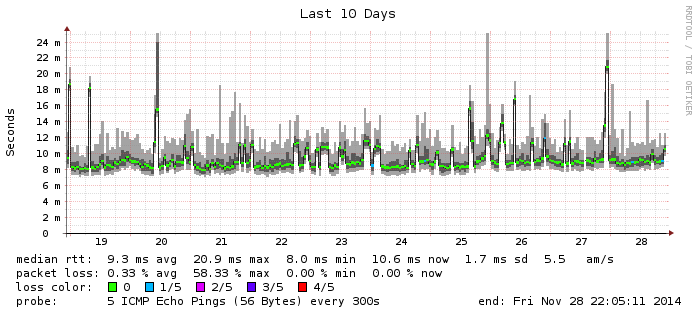 Last 10 Days
RRDTOOL / TOBI OETIKER
Seconds
24 m
22 m
20 m
18 m
16 m
14 m
12 m
10 m
8 m
6 m
4 m
2 m
0
19 20 21 22 23 24 25 26 27 28
median rtt: 9.3 ms avg 20.9 ms max 8.0 ms min 10.6 ms now 1.7 ms sd 5.5 am/s
packet loss: 0.33 % avg 58.33 % max 0.00 % min 0.00 % now
loss color: 0 1/5 2/5 3/5 4/5
probe: 5 ICMP Echo Pings (56 Bytes) every 300s end: Fri Nov 28 22:05:11 2014